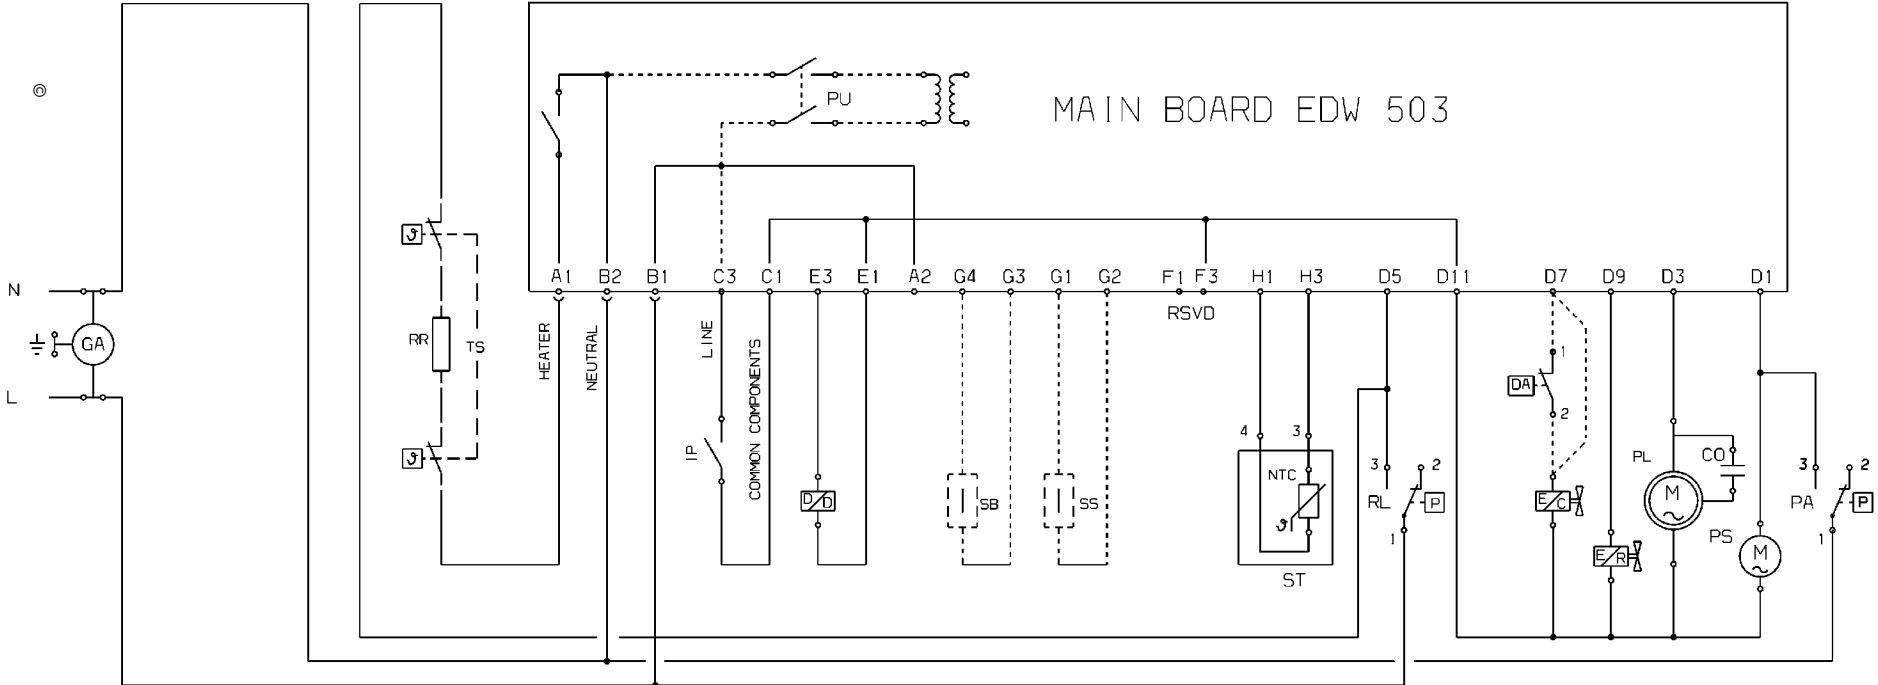 MAIN BOARD EDW 503
PU
A1 B2 B1 C3 C1 E3 E1 A2 G4 G3 G1 G2 F1 F3 H1 H3 D5 D11 D7 D9 D3 D1
RSVD
N
GA
L
ϑ
RR
TS
ϑ
HEATER
NEUTRAL
LINE
IP
COMMON COMPONENTS
D D
SB
SS
4 3
NTC
ϑ
ST
3 2
RL
P
1
1
DA
2
E C
E R
PL
CO
M
PS
M
3 2
PA
P
1